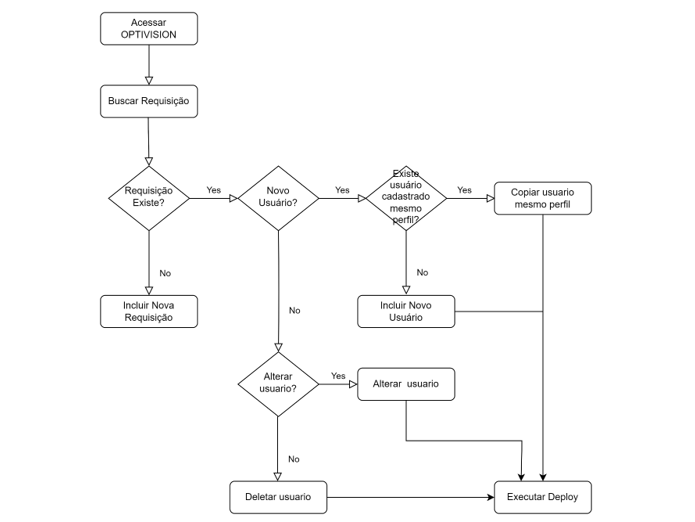 Acessar
OPTIVISION
Buscar Requisição
Requisição
Existe?
Yes
Novo
Usuário?
Yes
Existe
usuário
cadastrado
mesmo
perfil?
Yes
Copiar usuario
mesmo perfil
No
No
Incluir Nova
Requisição
Incluir Novo
Usuário
No
Alterar
usuario?
Yes
Alterar  usuario
No
Deletar usuario
Executar Deploy